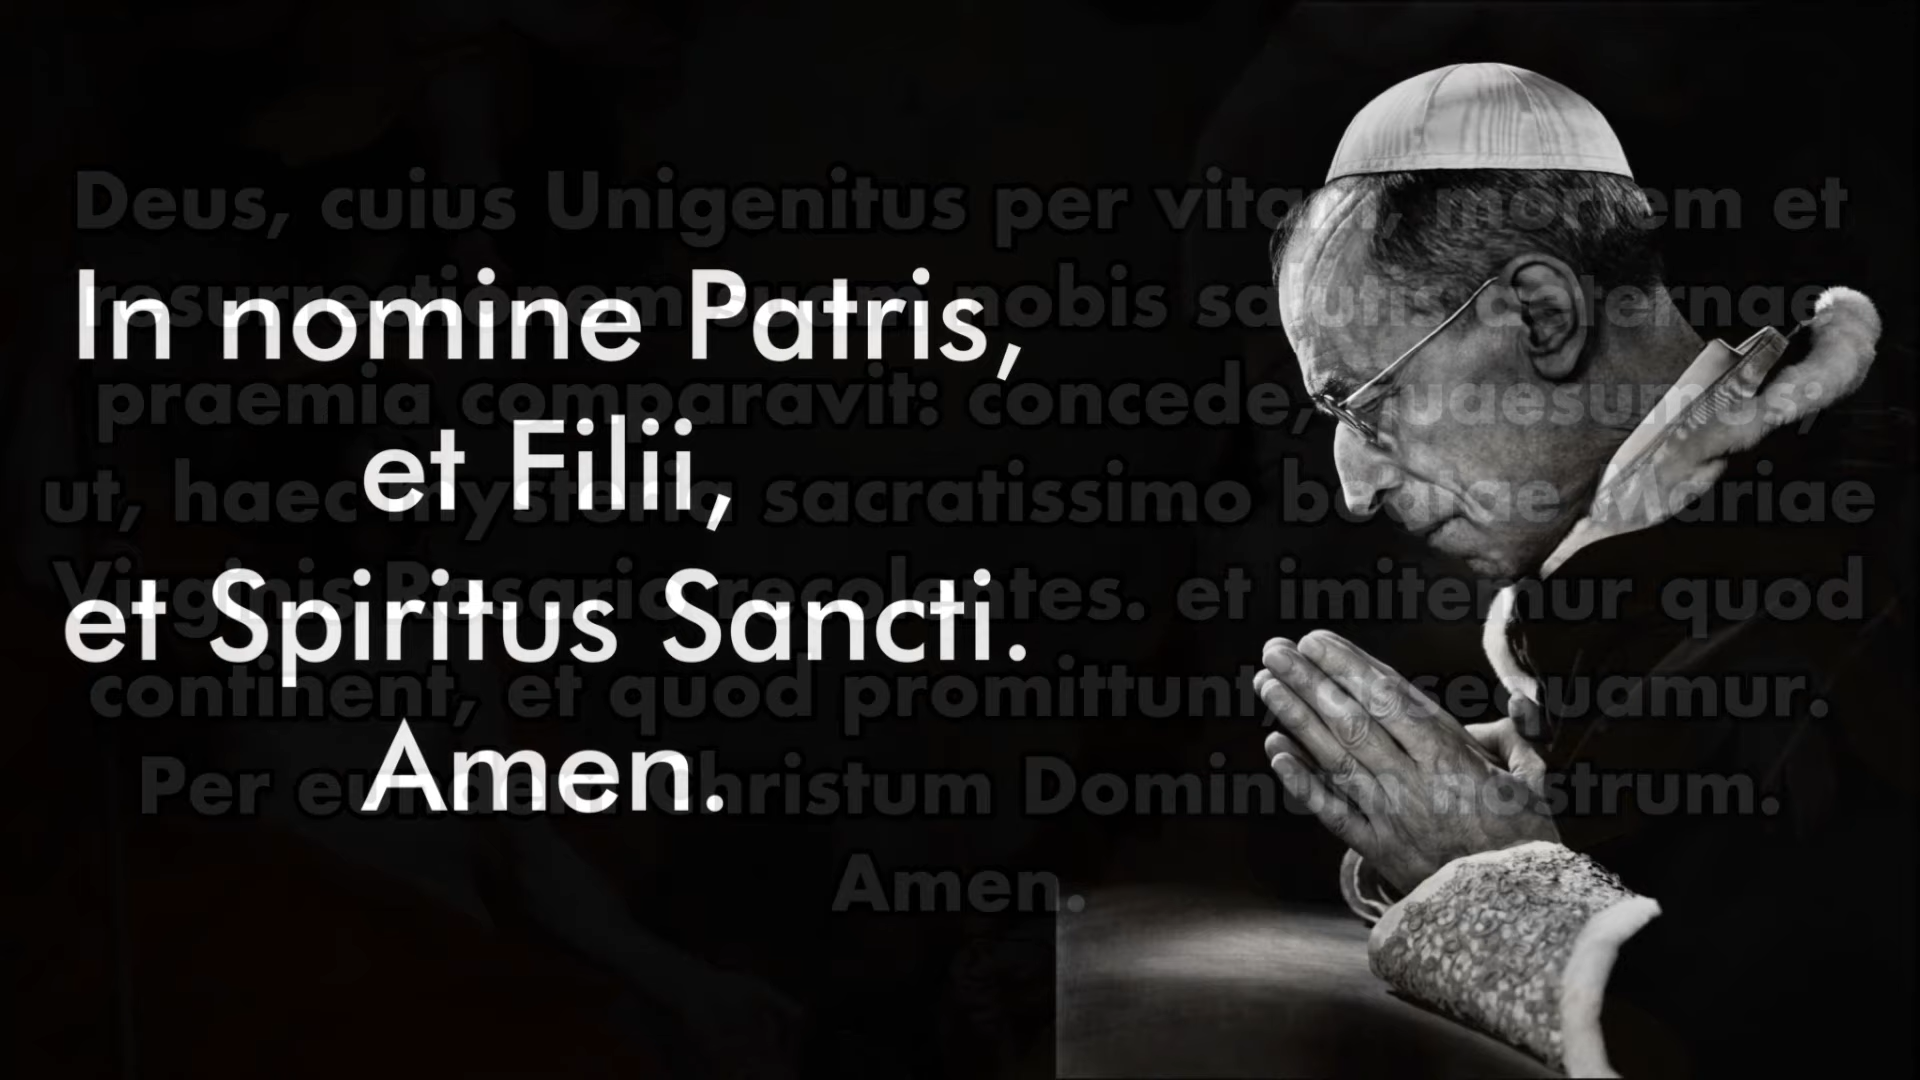 Deus, cuius Unigenitus per vitam, mortem et
resurrectionem suam nobis salutis aeternae
praemia comparavit: concede, quaesumus;
ut, haec mysteria sacratissimo beatae Mariae
Virginis Rosario recolentes. et imitemur quod
continent, et quod promittunt, assequamur.
Per eundem Christum Dominum nostrum.
Amen.
In nomine Patris,
et Filii,
et Spiritus Sancti.
Amen.